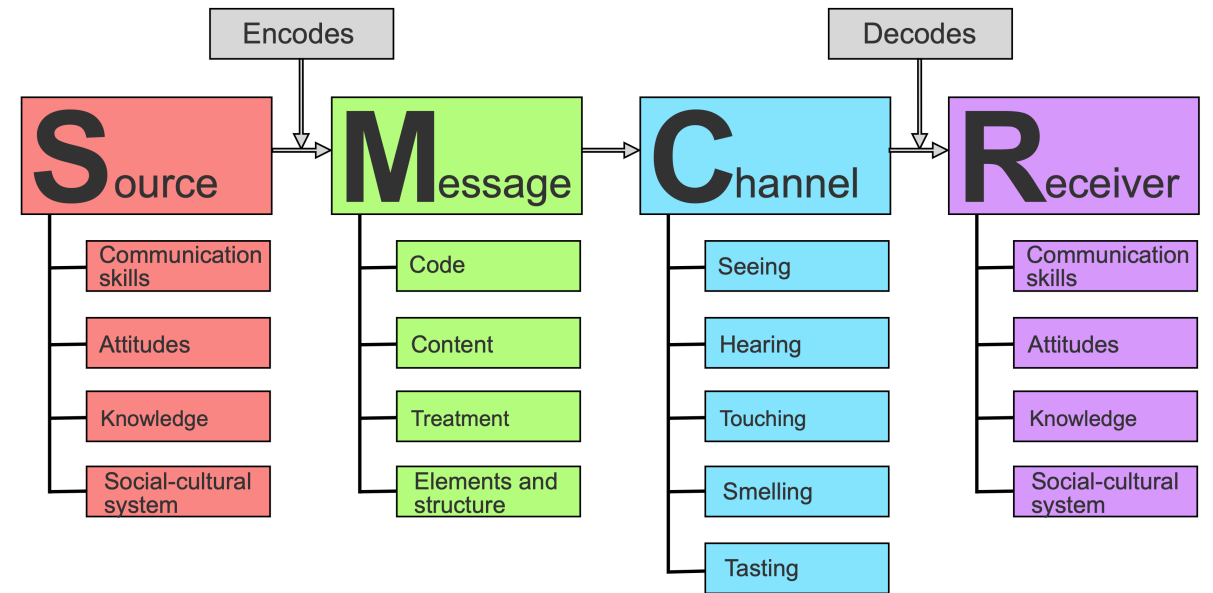 Encodes
Decodes
Source
Message
Channel
Receiver
Communication
skills
Attitudes
Knowledge
Social-cultural
system
Code
Content
Treatment
Elements and
structure
Seeing
Hearing
Touching
Smelling
Tasting
Communication
skills
Attitudes
Knowledge
Social-cultural
system